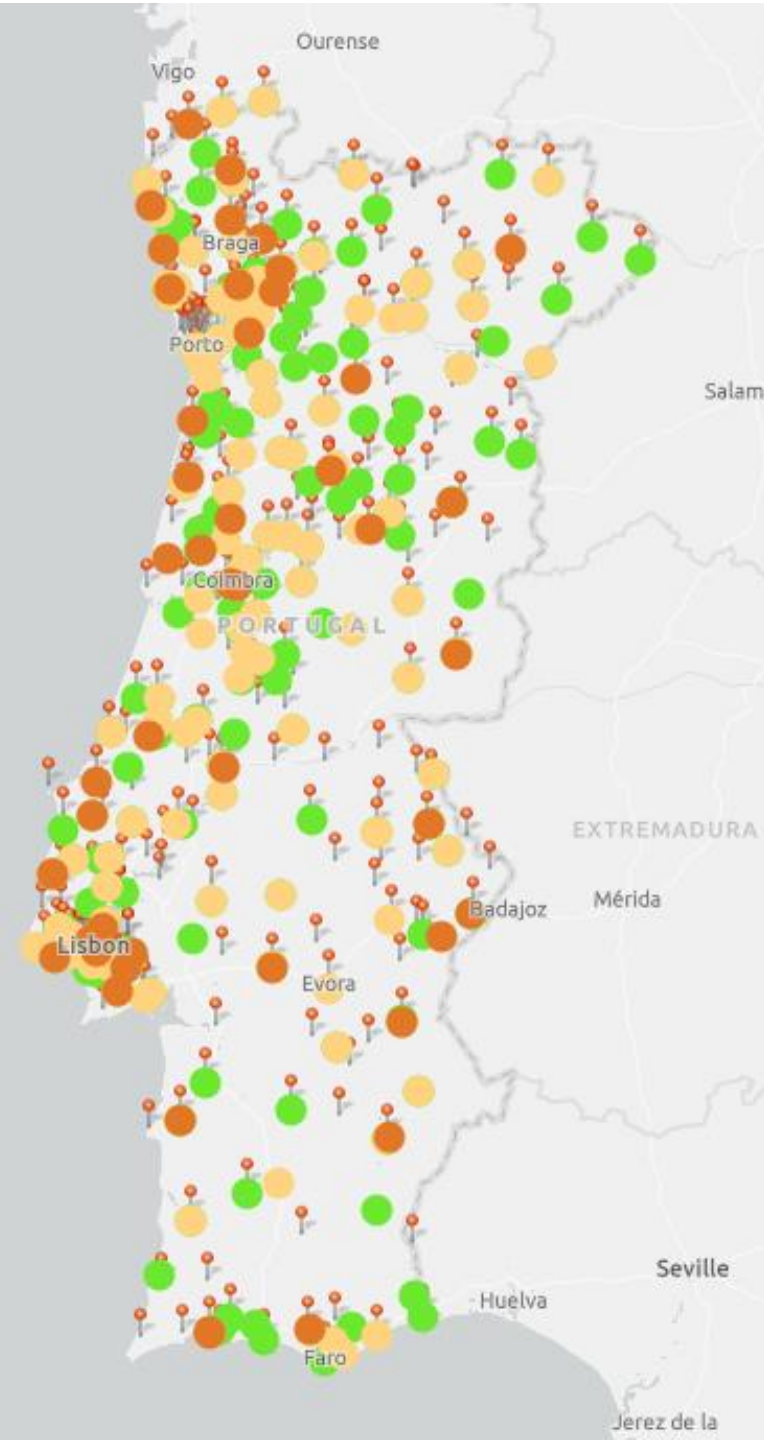 Ourense
Vigo
Braga
Porto
Salam
Coimbra
PORTUGAL
EXTREMADURA
Mérida
Badajoz
Lisbon
Evora
Seville
Huelva
Faro
Jerez de la